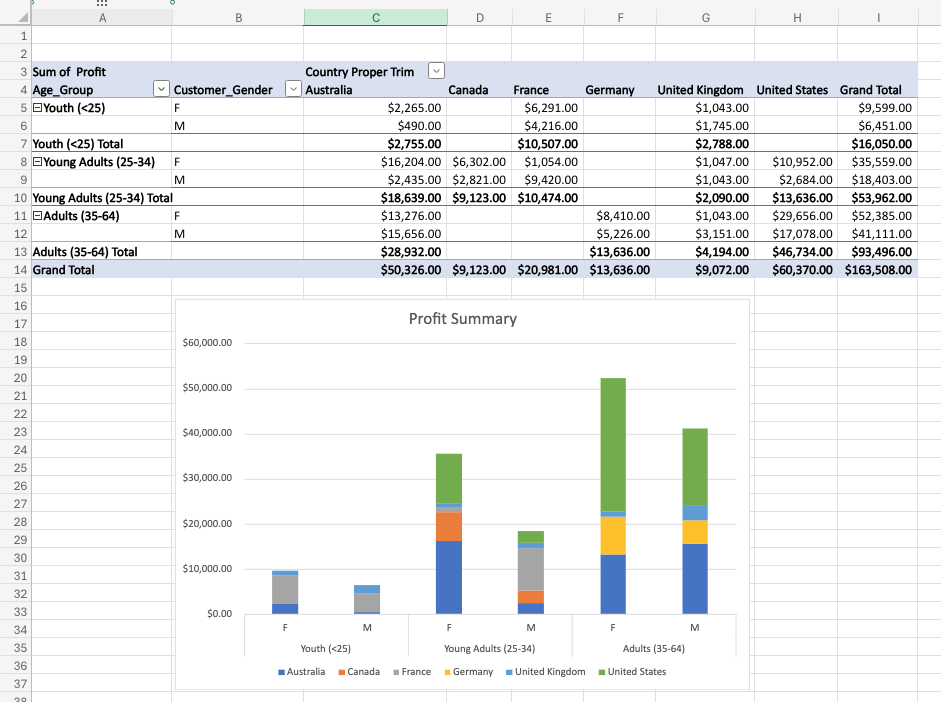 A B C D E F G H I
1
2
3 Sum of Profit Country Proper Trim
4 Age_Group Customer_Gender Australia Canada France Germany United Kingdom United States Grand Total
5 Youth (<25) F $2,265.00 $6,291.00 $1,043.00 $9,599.00
6 M $490.00 $4,216.00 $1,745.00 $6,451.00
7 Youth (<25) Total $2,755.00 $10,507.00 $2,788.00 $16,050.00
8 Young Adults (25-34) F $16,204.00 $6,302.00 $1,054.00 $1,047.00 $10,952.00 $35,559.00
9 M $2,435.00 $2,821.00 $9,420.00 $1,043.00 $2,684.00 $18,403.00
10 Young Adults (25-34) Total $18,639.00 $9,123.00 $10,474.00 $2,090.00 $13,636.00 $53,962.00
11 Adults (35-64) F $13,276.00 $8,410.00 $1,043.00 $29,656.00 $52,385.00
12 M $15,656.00 $5,226.00 $3,151.00 $17,078.00 $41,111.00
13 Adults (35-64) Total $28,932.00 $13,636.00 $4,194.00 $46,734.00 $93,496.00
14 Grand Total $50,326.00 $9,123.00 $20,981.00 $13,636.00 $9,072.00 $60,370.00 $163,508.00
15
16
17 Profit Summary
18 $60,000.00
19
20 $50,000.00
21
22
23 $40,000.00
24
25 $30,000.00
26
27
28 $20,000.00
29
30 $10,000.00
31
32
33 $0.00
34 F M F M F M
35 Youth (<25) Young Adults (25-34) Adults (35-64)
36 Australia Canada France Germany United Kingdom United States
37
38